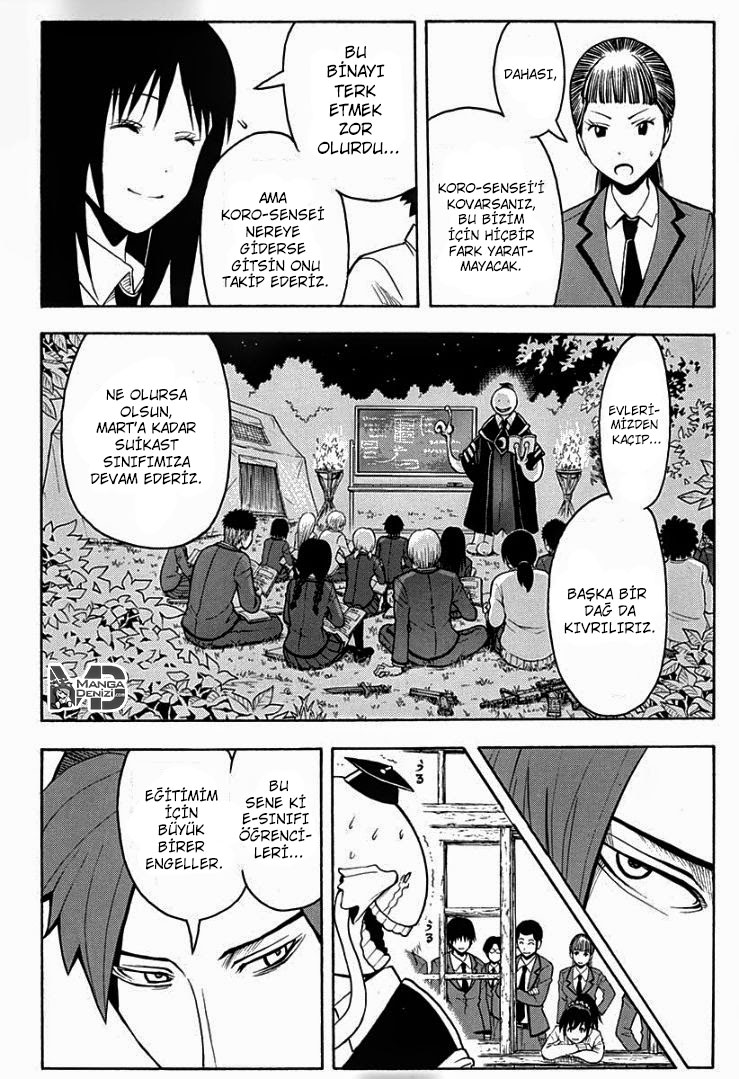 DAHASI,
KORO-SENSEİ'İ
KOVARSANIZ,
BU BİZİM
İÇİN HİÇBİR
FARK YARAT-
MAYACAK.
BU
BİNAYI
TERK
ETMEK
ZOR
OLURDU...
AMA
KORO-SENSEİ
NEREYE
GİDERSE
GİTSİN ONU
TAKİP EDERİZ.
EVLERİ-
MİZDEN
KAÇIP...
BAŞKA BİR
DAĞ DA
KIVRILIRIZ.
NE OLURSA
OLSUN,
MART'A KADAR
SUİKAST
SINIFIMIZA
DEVAM EDERİZ.
MANGA
DENİZİ.com
BU
SENE Kİ
E-SINIFI
ÖĞRENCİ-
LERİ...
EĞİTİMİM
İÇİN
BÜYÜK
BİRER
ENGELLER.